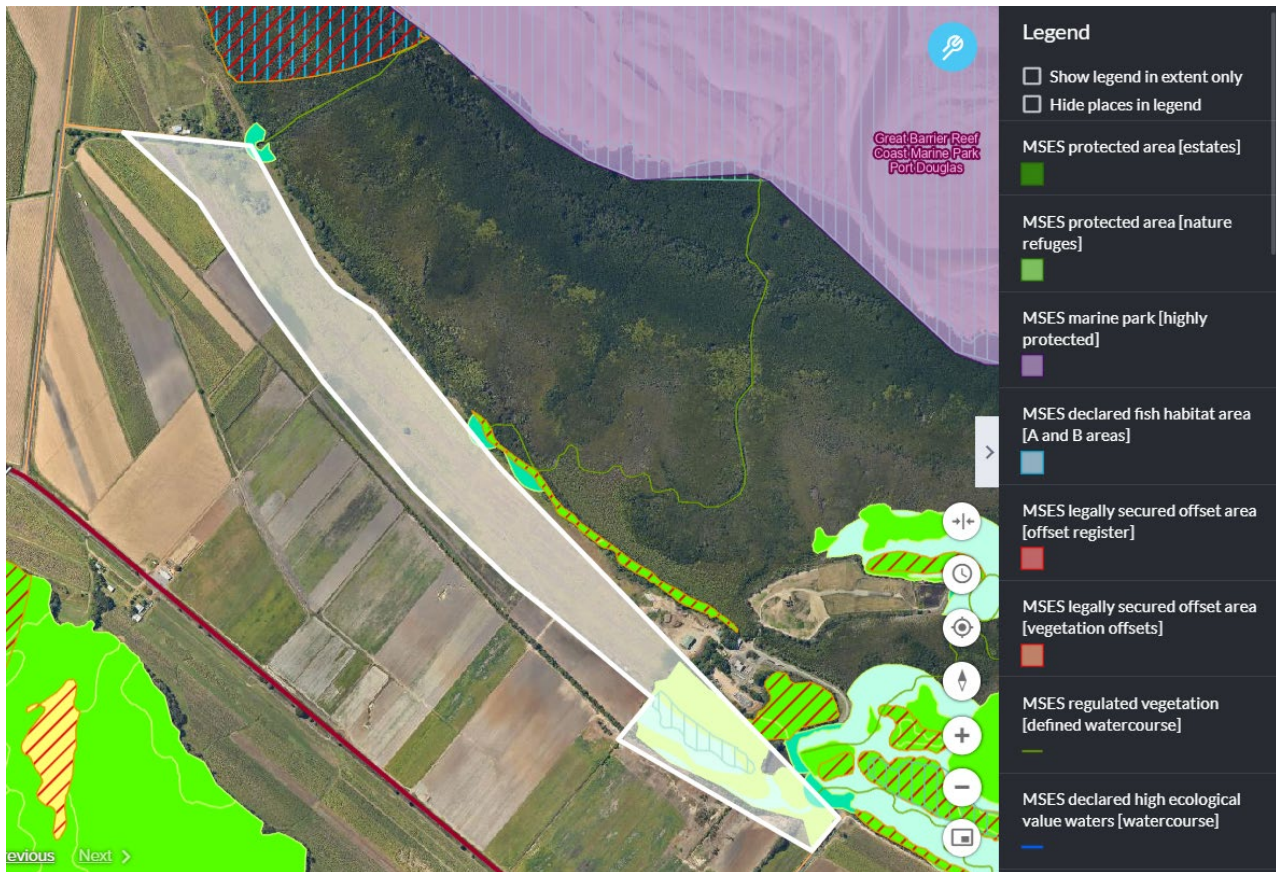 Great Barrier Reef
Coast Marine Park
Port Douglas
revious Next >
Legend
Show legend in extent only
Hide places in legend
MSES protected area [estates]
MSES protected area [nature
refuges]
MSES marine park [highly
protected]
MSES declared fish habitat area
[A and B areas]
MSES legally secured offset area
[offset register]
MSES legally secured offset area
[vegetation offsets]
MSES regulated vegetation
[defined watercourse]
MSES declared high ecological
value waters [watercourse]